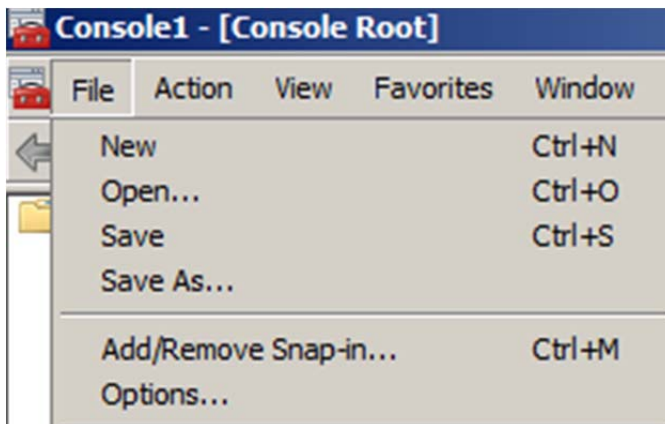 Console1 - [Console Root]
File Action View Favorites Window
New Ctrl+N
Open... Ctrl+O
Save Ctrl+S
Save As...
Add/Remove Snap-in... Ctrl+M
Options...